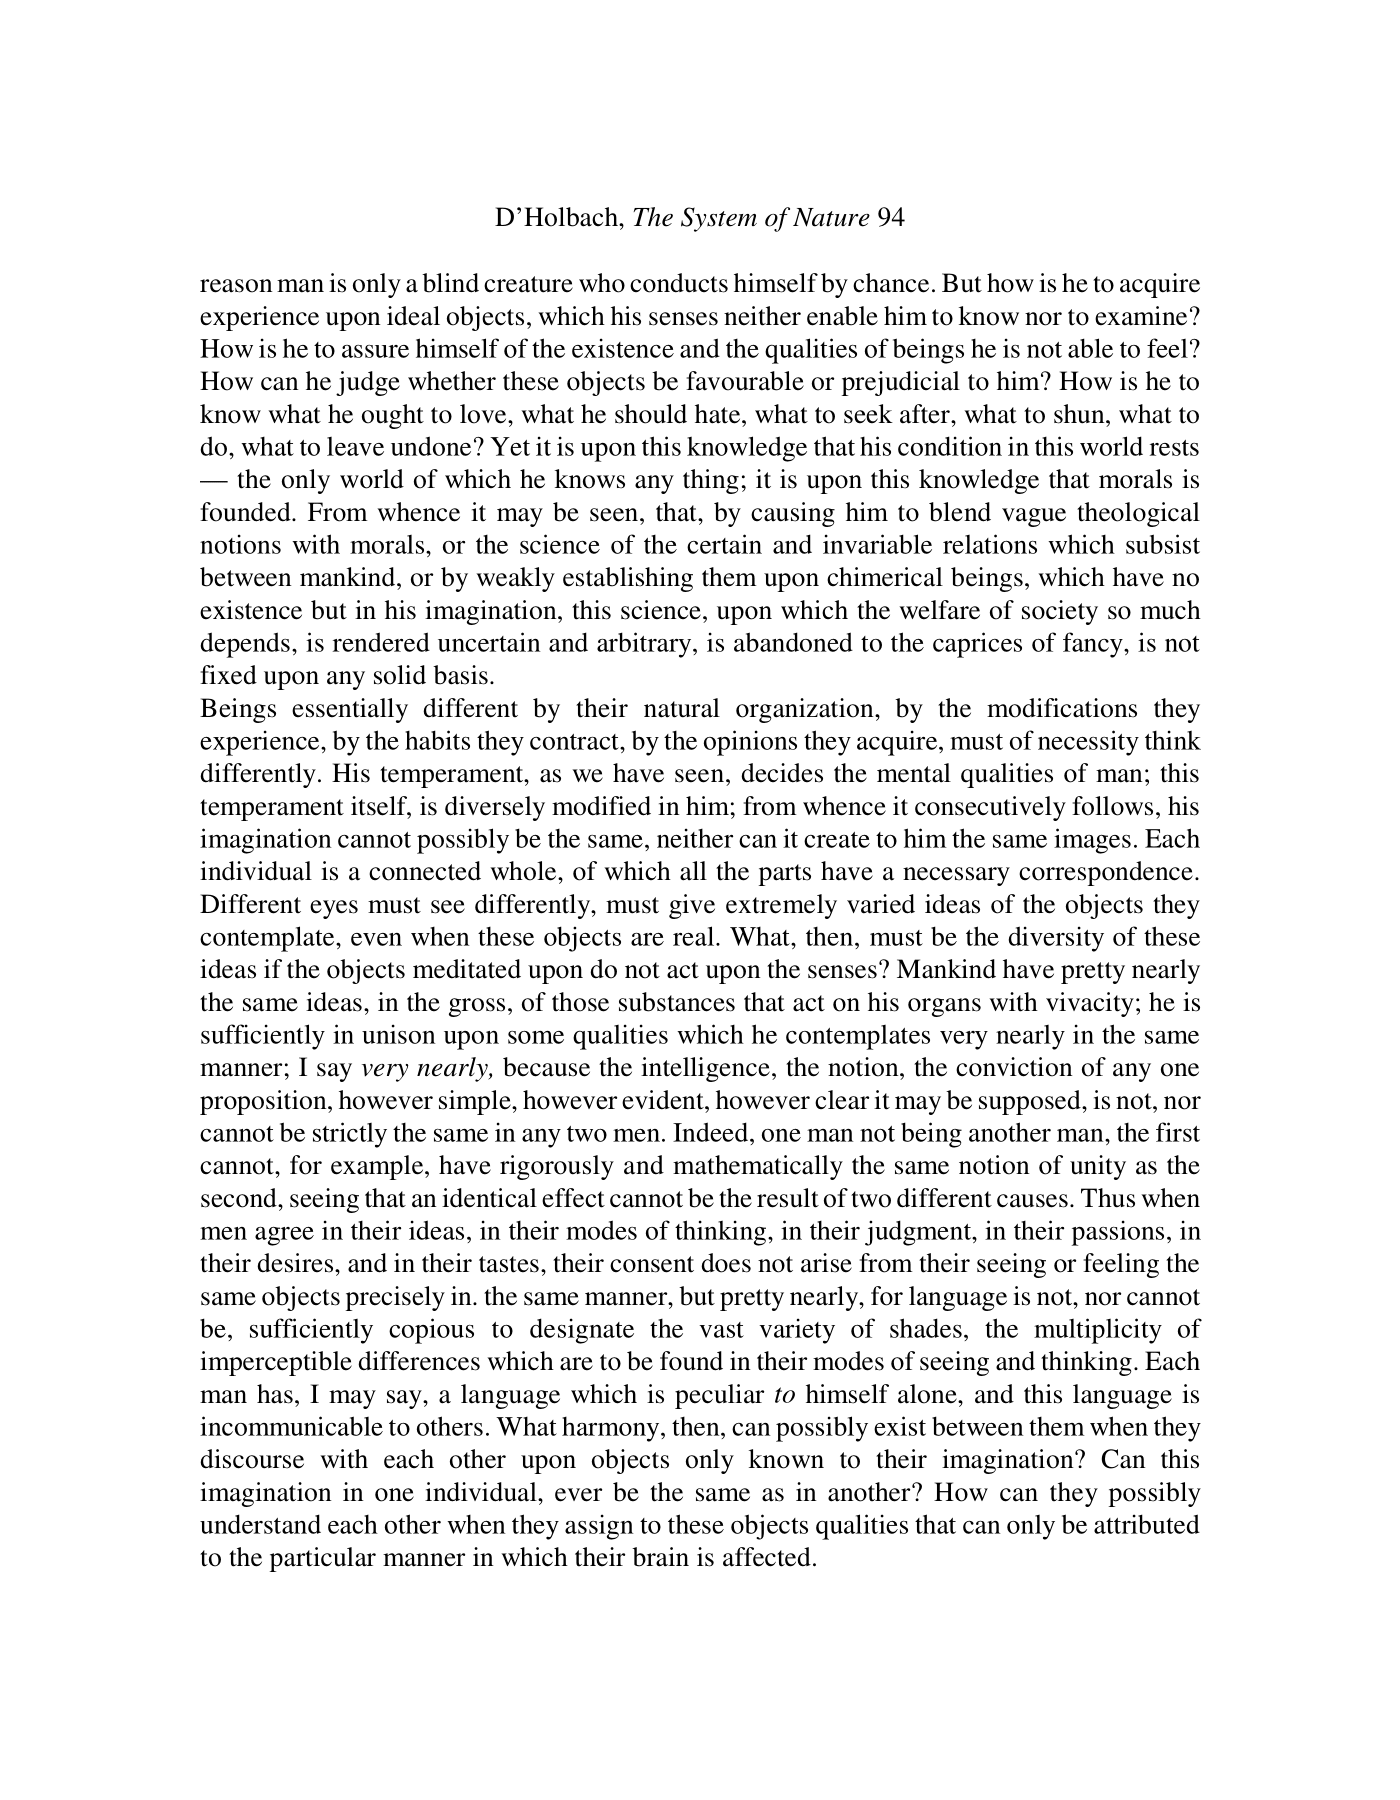 D’Holbach, The System of Nature 94
reason man is only a blind creature who conducts himself by chance. But how is he to acquire
experience upon ideal objects, which his senses neither enable him to know nor to examine?
How is he to assure himself of the existence and the qualities of beings he is not able to feel?
How can he judge whether these objects be favourable or prejudicial to him? How is he to
know what he ought to love, what he should hate, what to seek after, what to shun, what to
do, what to leave undone? Yet it is upon this knowledge that his condition in this world rests
— the only world of which he knows any thing; it is upon this knowledge that morals is
founded. From whence it may be seen, that, by causing him to blend vague theological
notions with morals, or the science of the certain and invariable relations which subsist
between mankind, or by weakly establishing them upon chimerical beings, which have no
existence but in his imagination, this science, upon which the welfare of society so much
depends, is rendered uncertain and arbitrary, is abandoned to the caprices of fancy, is not
fixed upon any solid basis.
Beings essentially different by their natural organization, by the modifications they
experience, by the habits they contract, by the opinions they acquire, must of necessity think
differently. His temperament, as we have seen, decides the mental qualities of man; this
temperament itself, is diversely modified in him; from whence it consecutively follows, his
imagination cannot possibly be the same, neither can it create to him the same images. Each
individual is a connected whole, of which all the parts have a necessary correspondence.
Different eyes must see differently, must give extremely varied ideas of the objects they
contemplate, even when these objects are real. What, then, must be the diversity of these
ideas if the objects meditated upon do not act upon the senses? Mankind have pretty nearly
the same ideas, in the gross, of those substances that act on his organs with vivacity; he is
sufficiently in unison upon some qualities which he contemplates very nearly in the same
manner; I say very nearly, because the intelligence, the notion, the conviction of any one
proposition, however simple, however evident, however clear it may be supposed, is not, nor
cannot be strictly the same in any two men. Indeed, one man not being another man, the first
cannot, for example, have rigorously and mathematically the same notion of unity as the
second, seeing that an identical effect cannot be the result of two different causes. Thus when
men agree in their ideas, in their modes of thinking, in their judgment, in their passions, in
their desires, and in their tastes, their consent does not arise from their seeing or feeling the
same objects precisely in. the same manner, but pretty nearly, for language is not, nor cannot
be, sufficiently copious to designate the vast variety of shades, the multiplicity of
imperceptible differences which are to be found in their modes of seeing and thinking. Each
man has, I may say, a language which is peculiar to himself alone, and this language is
incommunicable to others. What harmony, then, can possibly exist between them when they
discourse with each other upon objects only known to their imagination? Can this
imagination in one individual, ever be the same as in another? How can they possibly
understand each other when they assign to these objects qualities that can only be attributed
to the particular manner in which their brain is affected.